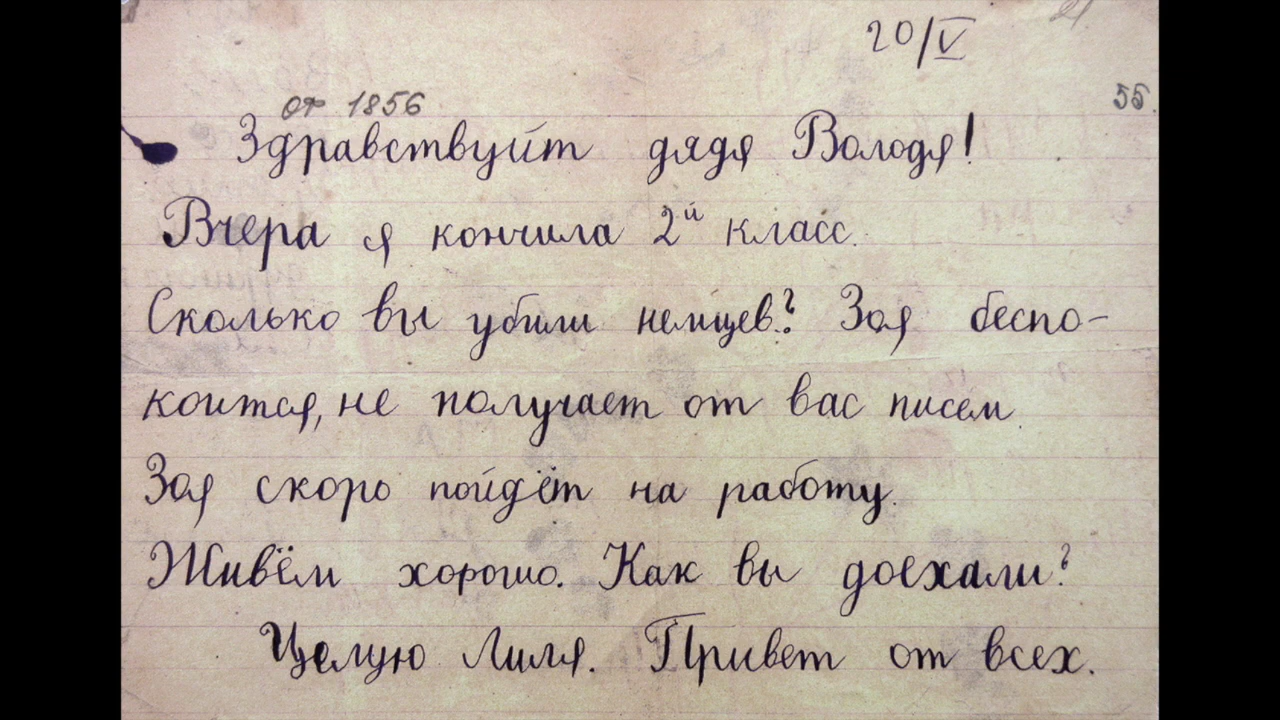 20/V
от 1856
55.
Здравствуйт дядя Володя!
Вчера я кончила 2й класс.
Сколько вы убили немцев? Зоя беспо-
коится, не получает от вас писем.
Зоя скоро пойдёт на работу.
Живём хорошо. Как вы доехали?
Целую Лиля. Привет от всех.